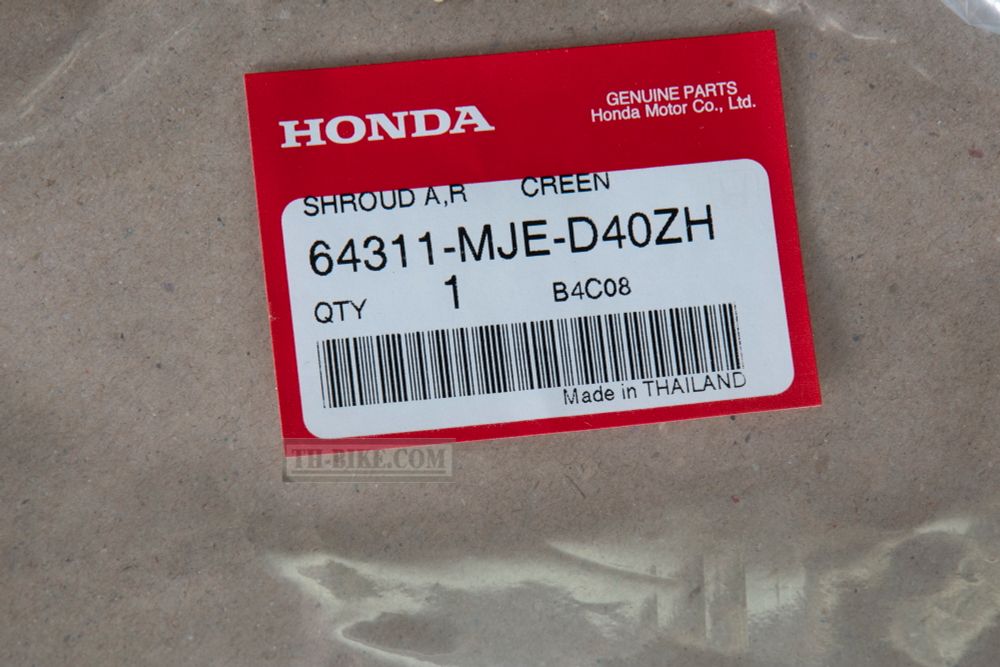 HONDA
GENUINE PARTS
Honda Motor Co., Ltd.
SHROUD A,R CREEN
64311-MJE-D40ZH
QTY 1 B4C08
Made in THAILAND
TH-BIKE.COM